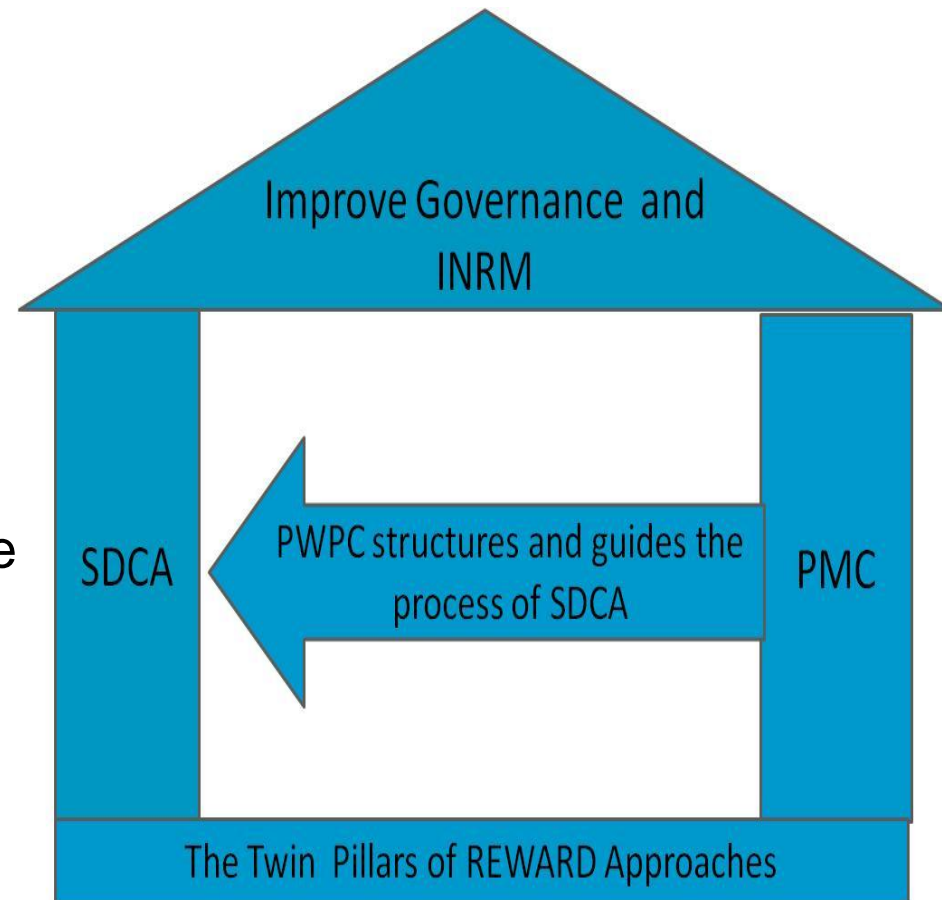 Improve Governance and
INRM
e
SDCA
PWPC structures and guides the
process of SDCA
PMC
The Twin Pillars of REWARD Approaches